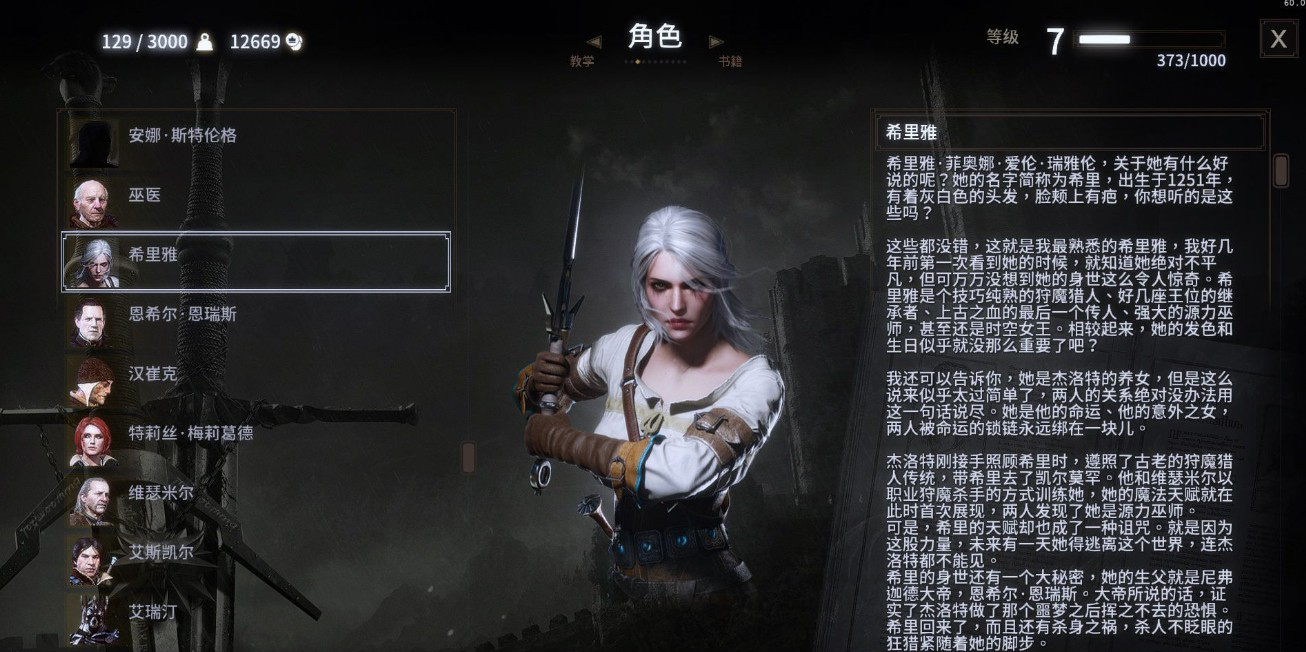 60.0
129 / 3000 12669
角色
教学 书籍
等级 7
373/1000
X
安娜·斯特伦格
巫医
希里雅
恩希尔·恩瑞斯
汉崔克
特莉丝·梅莉葛德
维瑟米尔
艾斯凯尔
艾瑞汀
希里雅
希里雅·菲奥娜·爱伦·瑞雅伦，关于她有什么好
说的呢？她的名字简称为希里，出生于1251年，
有着灰白色的头发，脸颊上有疤，你想听的是这
些吗？
这些都没错，这就是我最熟悉的希里雅，我好几
年前第一次看到她的时候，就知道她绝对不平
凡，但可万万没想到她的身世这么令人惊奇。希
里雅是个技巧纯熟的狩魔猎人、好几座王位的继
承者、上古之血的最后一个传人、强大的源力巫
师，甚至还是时空女王。相较起来，她的发色和
生日似乎就没那么重要了吧？
我还可以告诉你，她是杰洛特的养女，但是这么
说来似乎太过简单了，两人的关系绝对没办法用
这一句话说尽。她是他的命运、他的意外之女，
两人被命运的锁链永远绑在一块儿。
杰洛特刚接手照顾希里时，遵照了古老的狩魔猎
人传统，带希里去了凯尔莫罕。他和维瑟米尔以
职业狩魔杀手的方式训练她，她的魔法天赋就在
此时首次展现，两人发现了她是源力巫师。
可是，希里的天赋却也成了一种诅咒。就是因为
这股力量，未来有一天她得逃离这个世界，连杰
洛特都不能见。
希里的身世还有一个大秘密，她的生父就是尼弗
迦德大帝，恩希尔·恩瑞斯。大帝所说的话，证
实了杰洛特做了那个噩梦之后挥之不去的恐惧。
希里回来了，而且还有杀身之祸，杀人不眨眼的
狂猎紧随着她的脚步。